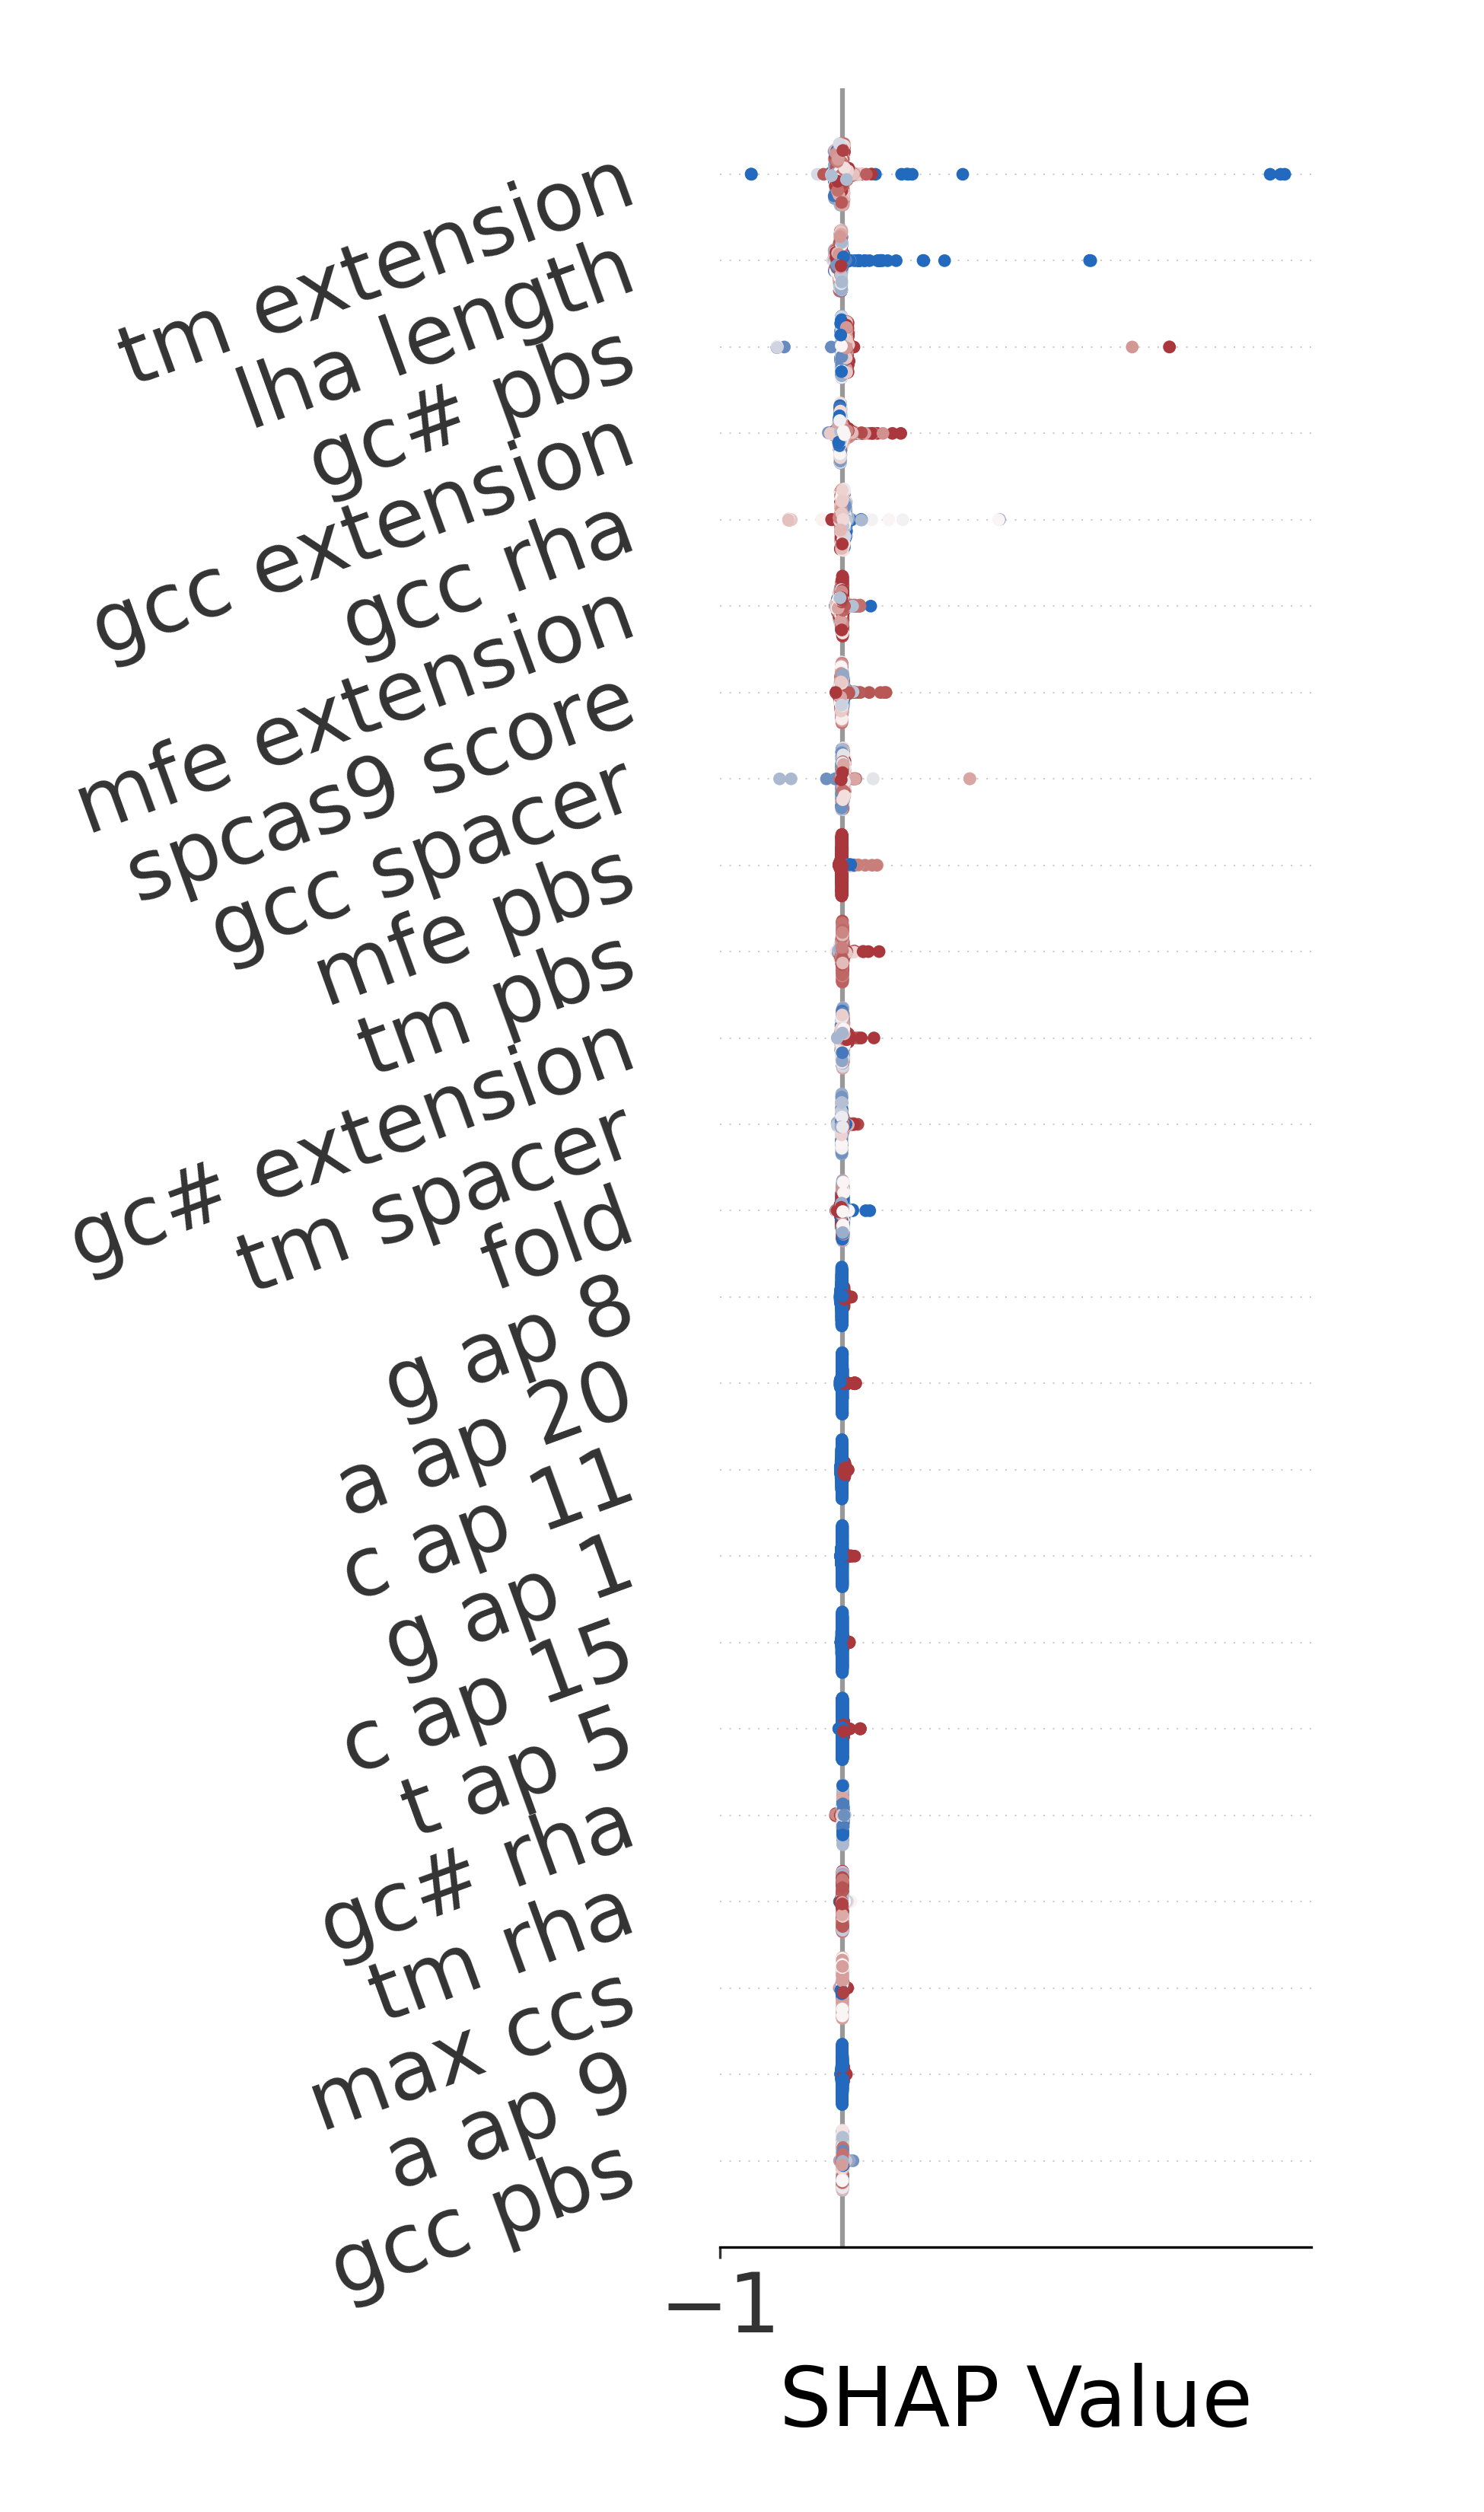 tm extension
lha length
gc# pbs
gcc extension
gcc rha
mfe extension
spcas9 score
gcc spacer
mfe pbs
tm pbs
gc# extension
tm spacer
fold
g ap 8
a ap 20
c ap 11
g ap 1
c ap 15
t ap 5
gc# rha
tm rha
max ccs
a ap 9
gcc pbs
−1
SHAP Value